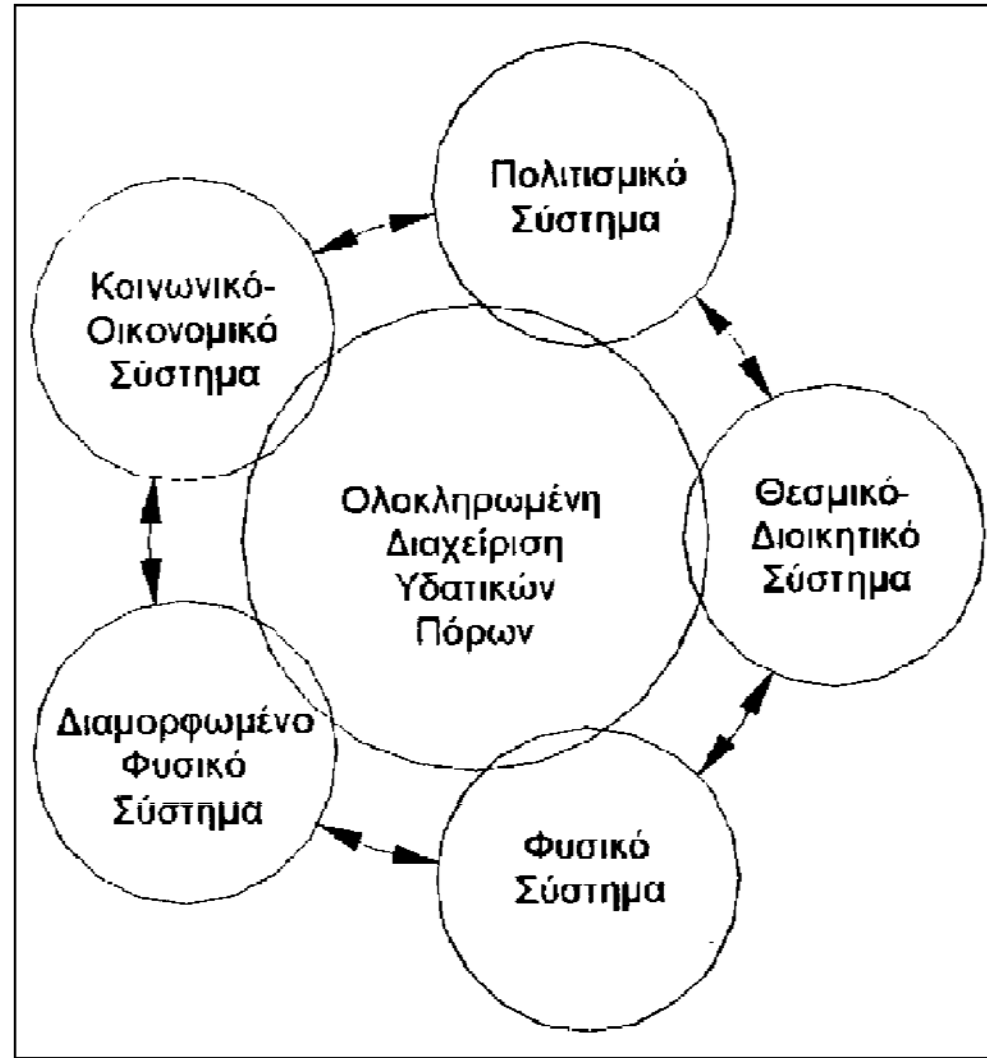 Πολιτισμικό
Σύστημα
Κοινωνικό-
Οικονομικό
Σύστημα
Ολοκληρωμένη
Διαχείριση
Υδατικών
Πόρων
Θεσμικό-
Διοικητικό
Σύστημα
Διαμορφωμένο
Φυσικό
Σύστημα
Φυσικό
Σύστημα